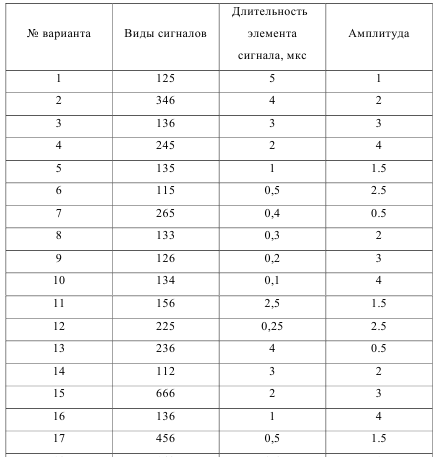 № варианта Виды сигналов Длительность элемента сигнала, мкс Амплитуда
1 125 5 1
2 346 4 2
3 136 3 3
4 245 2 4
5 135 1 1.5
6 115 0,5 2.5
7 265 0,4 0.5
8 133 0,3 2
9 126 0,2 3
10 134 0,1 4
11 156 2,5 1.5
12 225 0,25 2.5
13 236 4 0.5
14 112 3 2
15 666 2 3
16 136 1 4
17 456 0,5 1.5